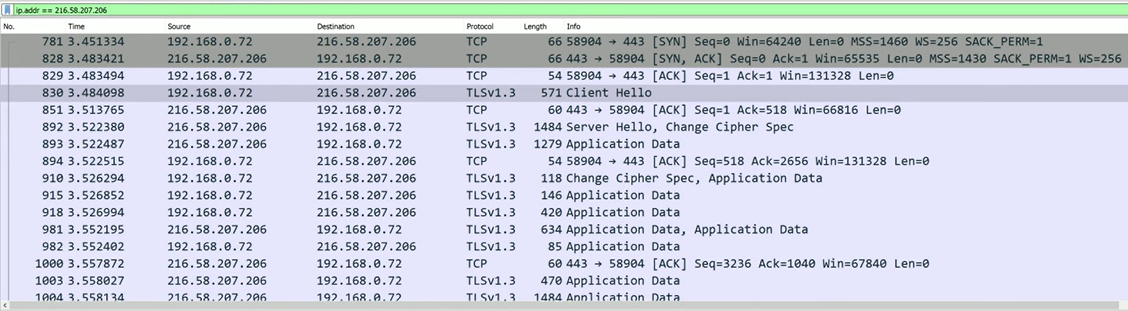 ip.addr == 216.58.207.206
No. Time Source Destination Protocol Length Info
781 3.451334 192.168.0.72 216.58.207.206 TCP 66 58904 → 443 [SYN] Seq=0 Win=64240 Len=0 MSS=1460 WS=256 SACK_PERM=1
828 3.483421 216.58.207.206 192.168.0.72 TCP 66 443 → 58904 [SYN, ACK] Seq=0 Ack=1 Win=65535 Len=0 MSS=1430 SACK_PERM=1 WS=256
829 3.483494 192.168.0.72 216.58.207.206 TCP 54 58904 → 443 [ACK] Seq=1 Ack=1 Win=131328 Len=0
830 3.484098 192.168.0.72 216.58.207.206 TLSv1.3 571 Client Hello
851 3.513765 216.58.207.206 192.168.0.72 TCP 60 443 → 58904 [ACK] Seq=1 Ack=518 Win=66816 Len=0
892 3.522380 216.58.207.206 192.168.0.72 TLSv1.3 1484 Server Hello, Change Cipher Spec
893 3.522487 216.58.207.206 192.168.0.72 TLSv1.3 1279 Application Data
894 3.522515 192.168.0.72 216.58.207.206 TCP 54 58904 → 443 [ACK] Seq=518 Ack=2656 Win=131328 Len=0
910 3.526294 192.168.0.72 216.58.207.206 TLSv1.3 118 Change Cipher Spec, Application Data
915 3.526852 192.168.0.72 216.58.207.206 TLSv1.3 146 Application Data
918 3.526994 192.168.0.72 216.58.207.206 TLSv1.3 420 Application Data
981 3.552195 216.58.207.206 192.168.0.72 TLSv1.3 634 Application Data, Application Data
982 3.552402 192.168.0.72 216.58.207.206 TLSv1.3 85 Application Data
1000 3.557872 216.58.207.206 192.168.0.72 TCP 60 443 → 58904 [ACK] Seq=3236 Ack=1040 Win=67840 Len=0
1003 3.558027 216.58.207.206 192.168.0.72 TLSv1.3 470 Application Data
1004 3.558134 216.58.207.206 192.168.0.72 TLSv1.3 1484 Application Data